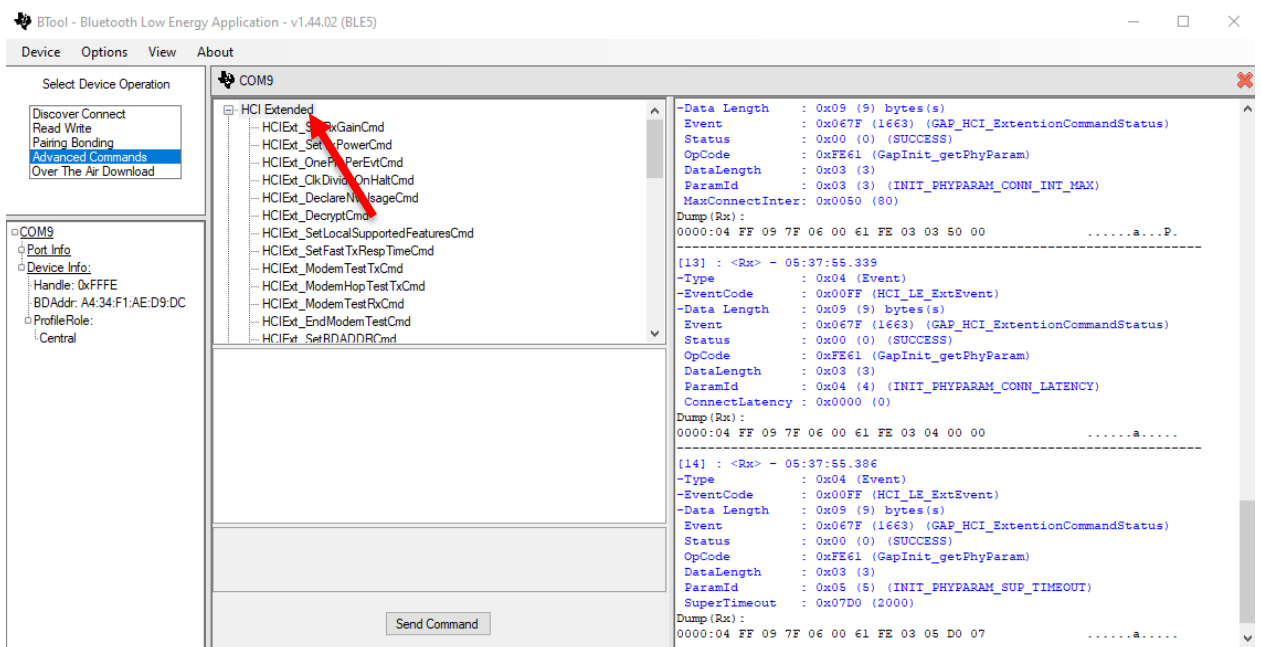 BTool - Bluetooth Low Energy Application - v1.44.02 (BLE5)
Device Options View About
Select Device Operation
Discover Connect
Read Write
Pairing Bonding
Advanced Commands
Over The Air Download
COM9
Port Info
Device Info:
Handle: 0xFFFE
BDAddr: A4:34:F1:AE:D9:DC
ProfileRole:
Central
COM9
HCI Extended
HCIExt_SetRxGainCmd
HCIExt_SetTxPowerCmd
HCIExt_OnePktPerEvtCmd
HCIExt_ClkDivideOnHaltCmd
HCIExt_DeclareNvUsageCmd
HCIExt_DecryptCmd
HCIExt_SetLocalSupportedFeaturesCmd
HCIExt_SetFastTxRespTimeCmd
HCIExt_ModemTestTxCmd
HCIExt_ModemHopTestTxCmd
HCIExt_ModemTestRxCmd
HCIExt_EndModemTestCmd
HCIExt_SetBDADDRCmd
Send Command
-Data Length : 0x09 (9) bytes(s)
Event : 0x067F (1663) (GAP_HCI_ExtentionCommandStatus)
Status : 0x00 (0) (SUCCESS)
OpCode : 0xFE61 (GapInit_getPhyParam)
DataLength : 0x03 (3)
ParamId : 0x03 (3) (INIT_PHYPARAM_CONN_INT_MAX)
MaxConnectInter: 0x0050 (80)
Dump(Rx):
0000:04 FF 09 7F 06 00 61 FE 03 03 50 00 ......a...P.
------------------------------------------------------------------------
[13] : <Rx> - 05:37:55.339
-Type : 0x04 (Event)
-EventCode : 0x00FF (HCI_LE_ExtEvent)
-Data Length : 0x09 (9) bytes(s)
Event : 0x067F (1663) (GAP_HCI_ExtentionCommandStatus)
Status : 0x00 (0) (SUCCESS)
OpCode : 0xFE61 (GapInit_getPhyParam)
DataLength : 0x03 (3)
ParamId : 0x04 (4) (INIT_PHYPARAM_CONN_LATENCY)
ConnectLatency : 0x0000 (0)
Dump(Rx):
0000:04 FF 09 7F 06 00 61 FE 03 04 00 00 ......a.....
------------------------------------------------------------------------
[14] : <Rx> - 05:37:55.386
-Type : 0x04 (Event)
-EventCode : 0x00FF (HCI_LE_ExtEvent)
-Data Length : 0x09 (9) bytes(s)
Event : 0x067F (1663) (GAP_HCI_ExtentionCommandStatus)
Status : 0x00 (0) (SUCCESS)
OpCode : 0xFE61 (GapInit_getPhyParam)
DataLength : 0x03 (3)
ParamId : 0x05 (5) (INIT_PHYPARAM_SUP_TIMEOUT)
SuperTimeout : 0x07D0 (2000)
Dump(Rx):
0000:04 FF 09 7F 06 00 61 FE 03 05 D0 07 ......a.....